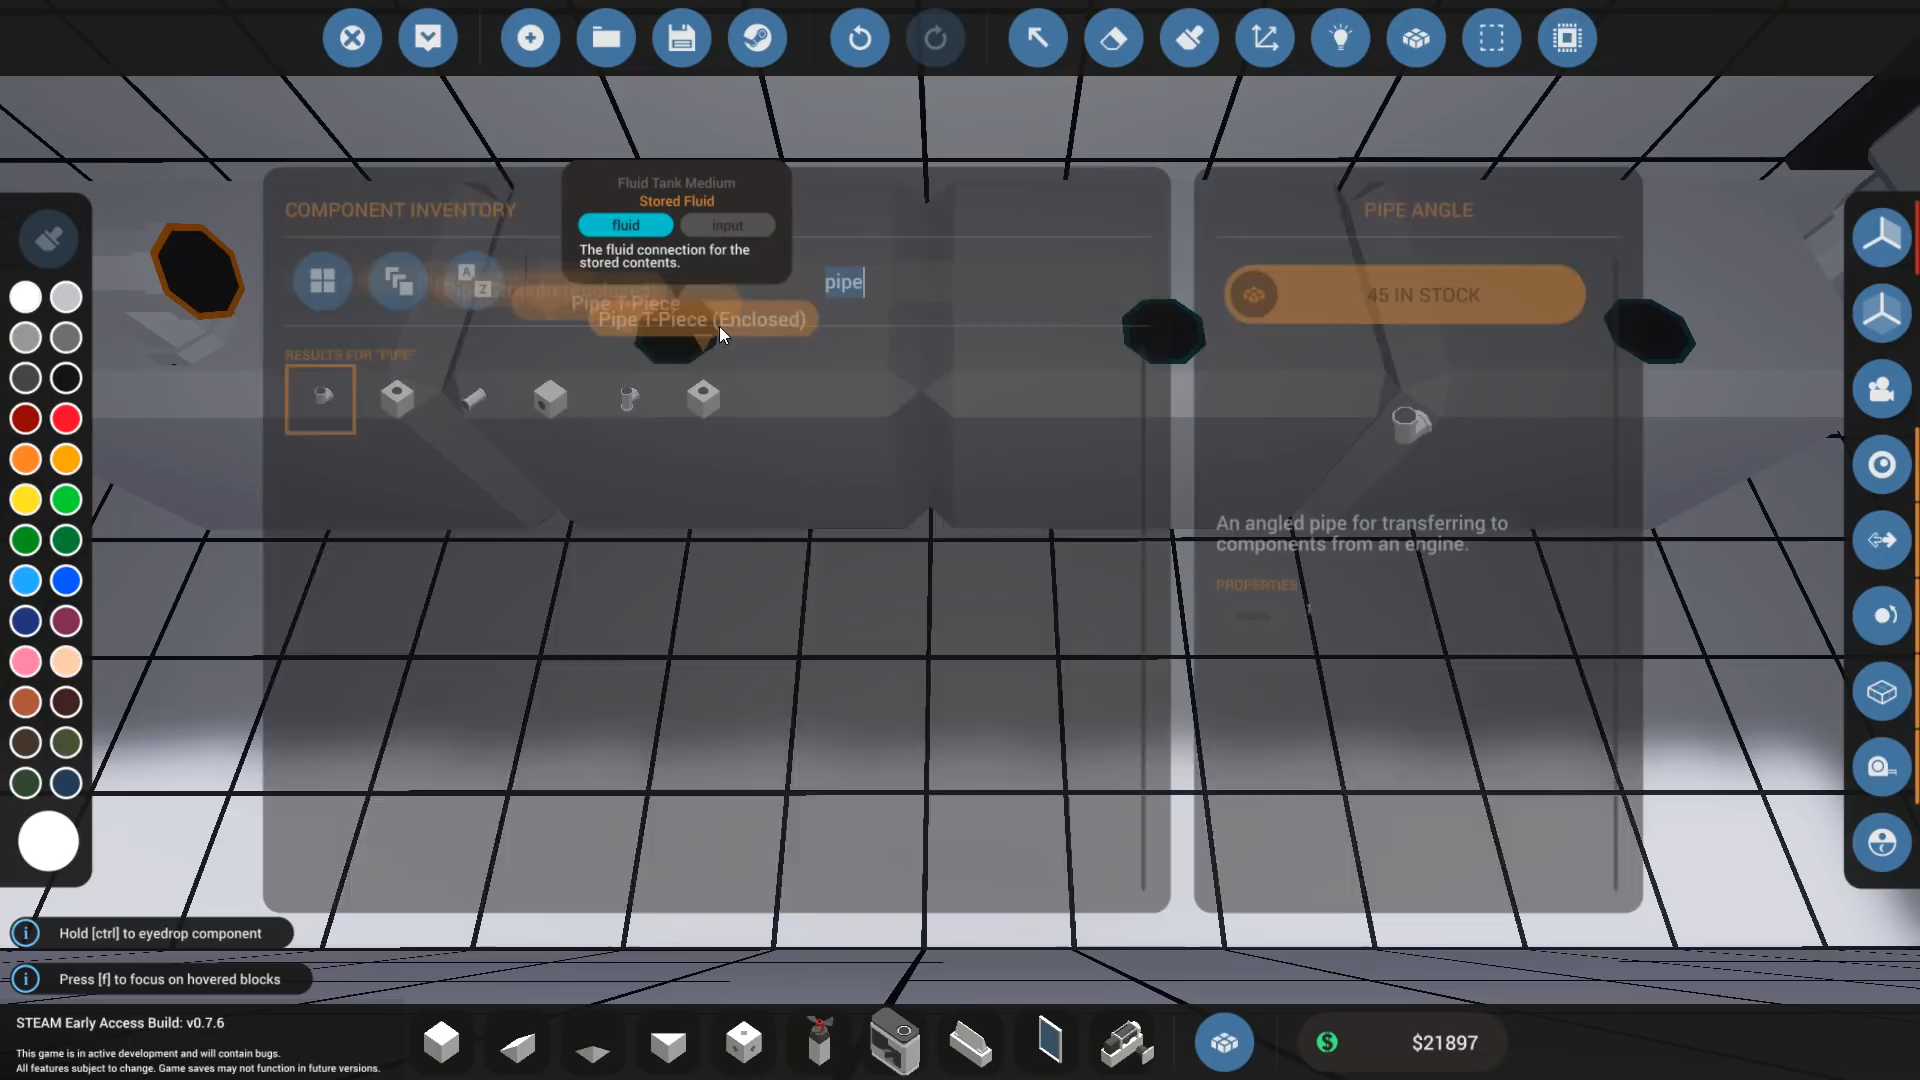 Fluid Tank Medium
Stored Fluid
fluid
input
The fluid connection for the
stored contents.
COMPONENT INVENTORY
A
Z
pipe
Pipe T-Piece
Pipe T-Piece (Enclosed)
RESULTS FOR "PIPE"
PIPE ANGLE
45 IN STOCK
An angled pipe for transferring to
components from an engine.
PROPERTIES
Hold [ctrl] to eyedrop component
Press [f] to focus on hovered blocks
STEAM Early Access Build: v0.7.6
This game is in active development and will contain bugs.
All features subject to change. Game saves may not function in future versions.
$
$21897